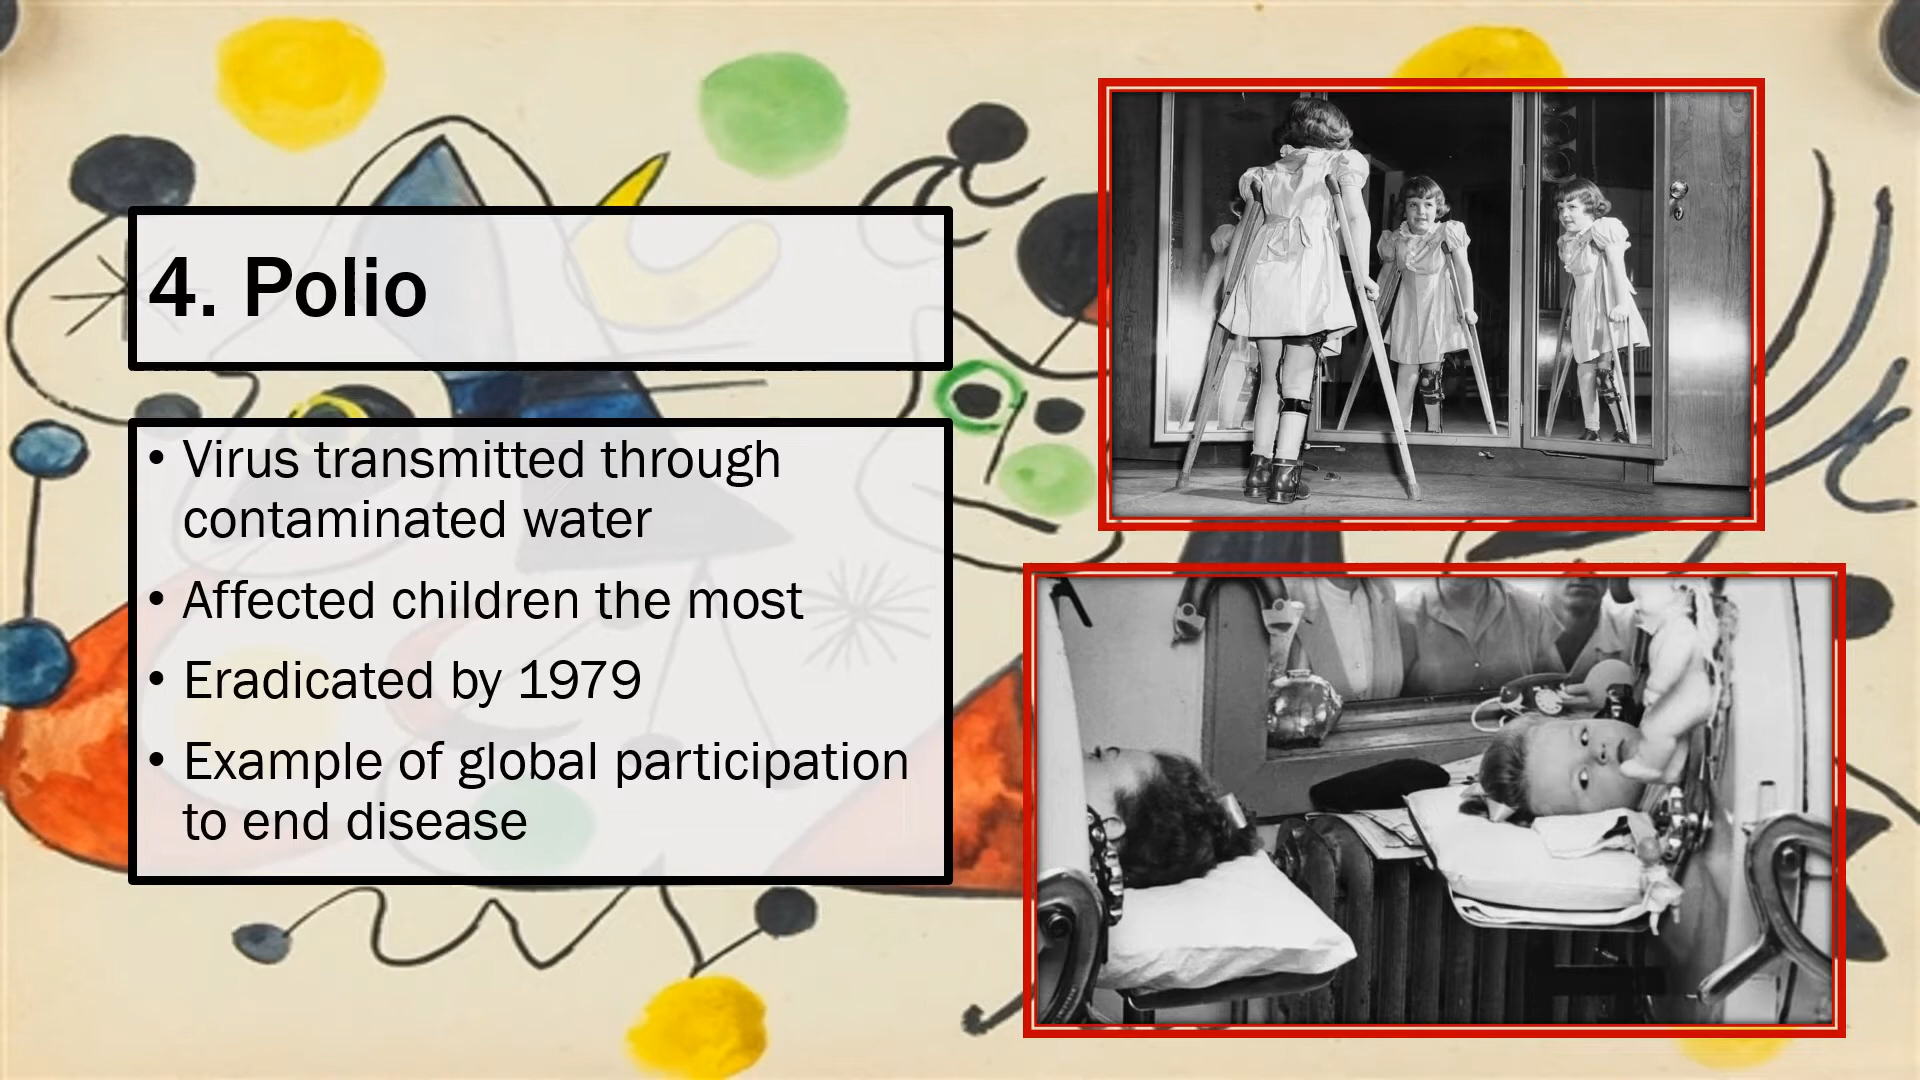 4. Polio
• Virus transmitted through
contaminated water
• Affected children the most
• Eradicated by 1979
• Example of global participation
to end disease